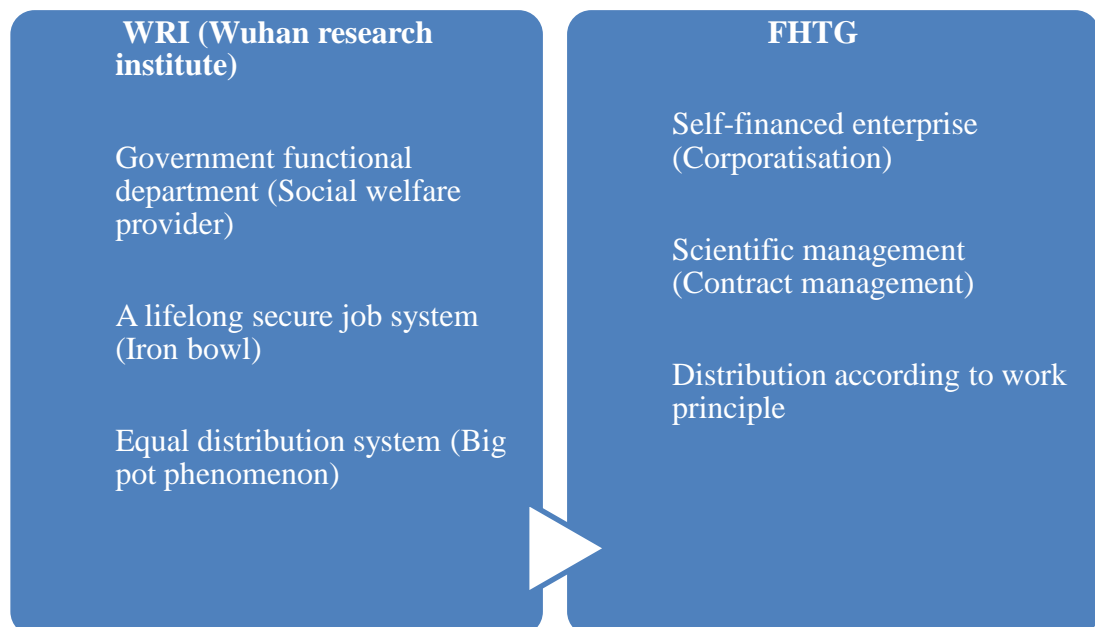 WRI (Wuhan research
institute)
Government functional
department (Social welfare
provider)
A lifelong secure job system
(Iron bowl)
Equal distribution system (Big
pot phenomenon)
FHTG
Self-financed enterprise
(Corporatisation)
Scientific management
(Contract management)
Distribution according to work
principle